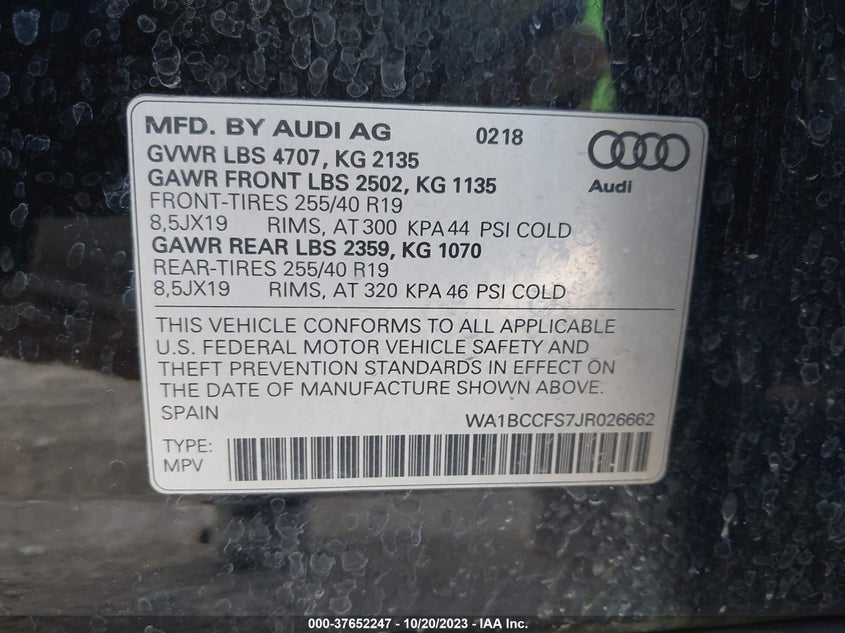 MFD. BY AUDI AG 0218
GVWR LBS 4707, KG 2135
GAWR FRONT LBS 2502, KG 1135
Audi
FRONT-TIRES 255/40 R19
8,5JX19 RIMS, AT 300 KPA 44 PSI COLD
GAWR REAR LBS 2359, KG 1070
REAR-TIRES 255/40 R19
8,5JX19 RIMS, AT 320 KPA 46 PSI COLD
THIS VEHICLE CONFORMS TO ALL APPLICABLE
U.S. FEDERAL MOTOR VEHICLE SAFETY AND
THEFT PREVENTION STANDARDS IN EFFECT ON
THE DATE OF MANUFACTURE SHOWN ABOVE.
SPAIN WA1BCCFS7JR026662
TYPE:
MPV
000-37652247 - 10/20/2023 - IAA Inc.